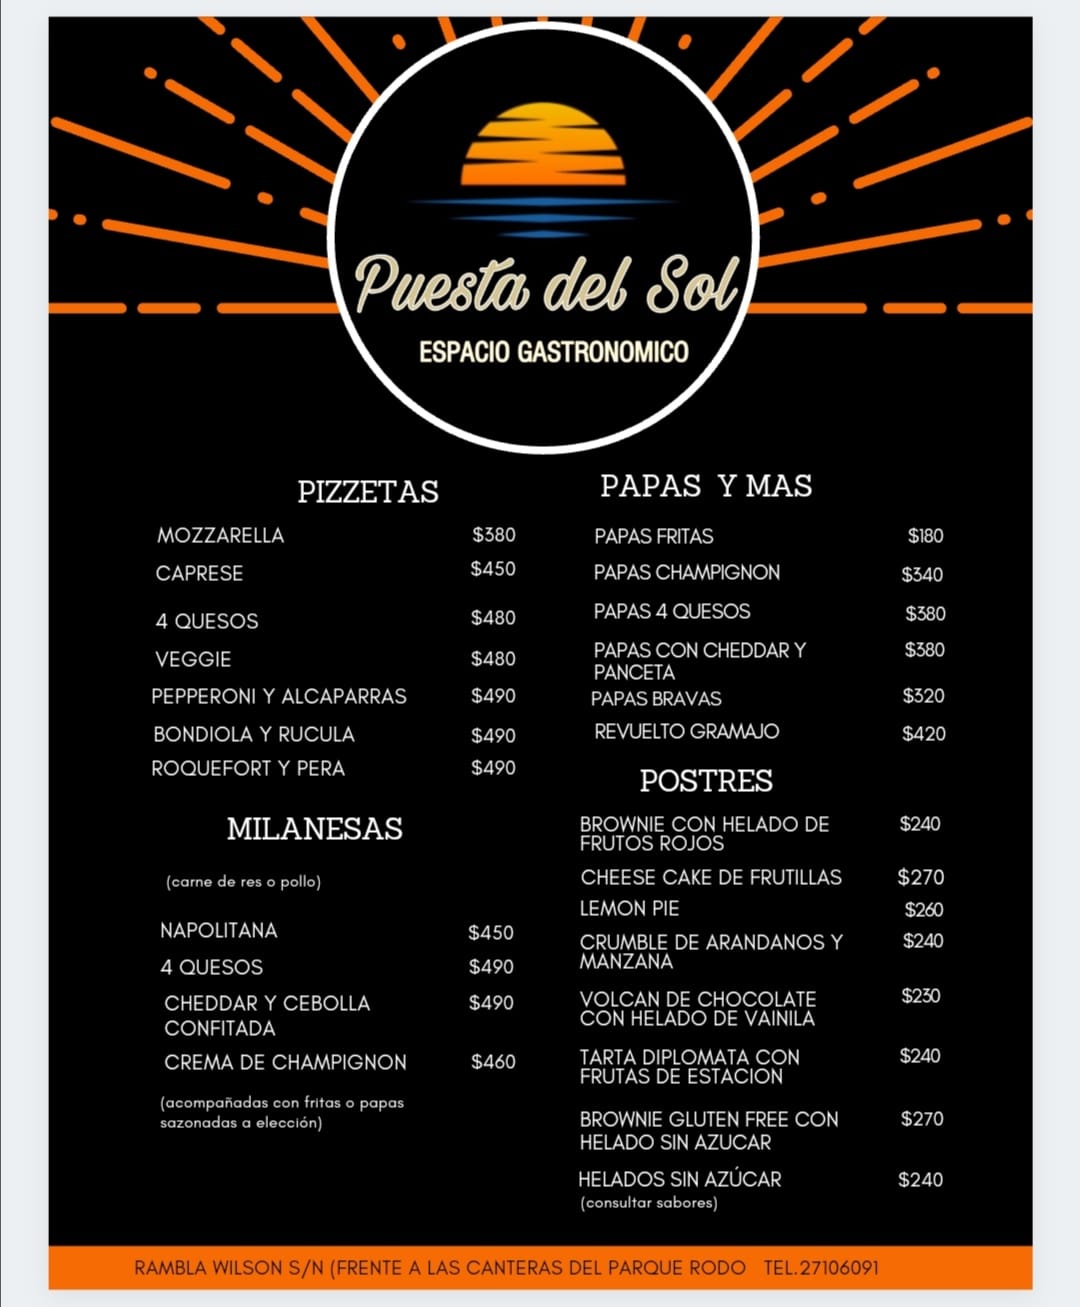 Puesta del Sol
ESPACIO GASTRONOMICO
PIZZETAS
MOZZARELLA $380
CAPRESE $450
4 QUESOS $480
VEGGIE $480
PEPPERONI Y ALCAPARRAS $490
BONDIOLA Y RUCULA $490
ROQUEFORT Y PERA $490
MILANESAS
(carne de res o pollo)
NAPOLITANA $450
4 QUESOS $490
CHEDDAR Y CEBOLLA $490
CONFITADA
CREMA DE CHAMPIGNON $460
(acompañadas con fritas o papas
sazonadas a elección)
PAPAS Y MAS
PAPAS FRITAS $180
PAPAS CHAMPIGNON $340
PAPAS 4 QUESOS $380
PAPAS CON CHEDDAR Y $380
PANCETA
PAPAS BRAVAS $320
REVUELTO GRAMAJO $420
POSTRES
BROWNIE CON HELADO DE $240
FRUTOS ROJOS
CHEESE CAKE DE FRUTILLAS $270
LEMON PIE $260
CRUMBLE DE ARANDANOS Y $240
MANZANA
VOLCAN DE CHOCOLATE $230
CON HELADO DE VAINILA
TARTA DIPLOMATA CON $240
FRUTAS DE ESTACION
BROWNIE GLUTEN FREE CON $270
HELADO SIN AZUCAR
HELADOS SIN AZÚCAR $240
(consultar sabores)
RAMBLA WILSON S/N (FRENTE A LAS CANTERAS DEL PARQUE RODO TEL.27106091